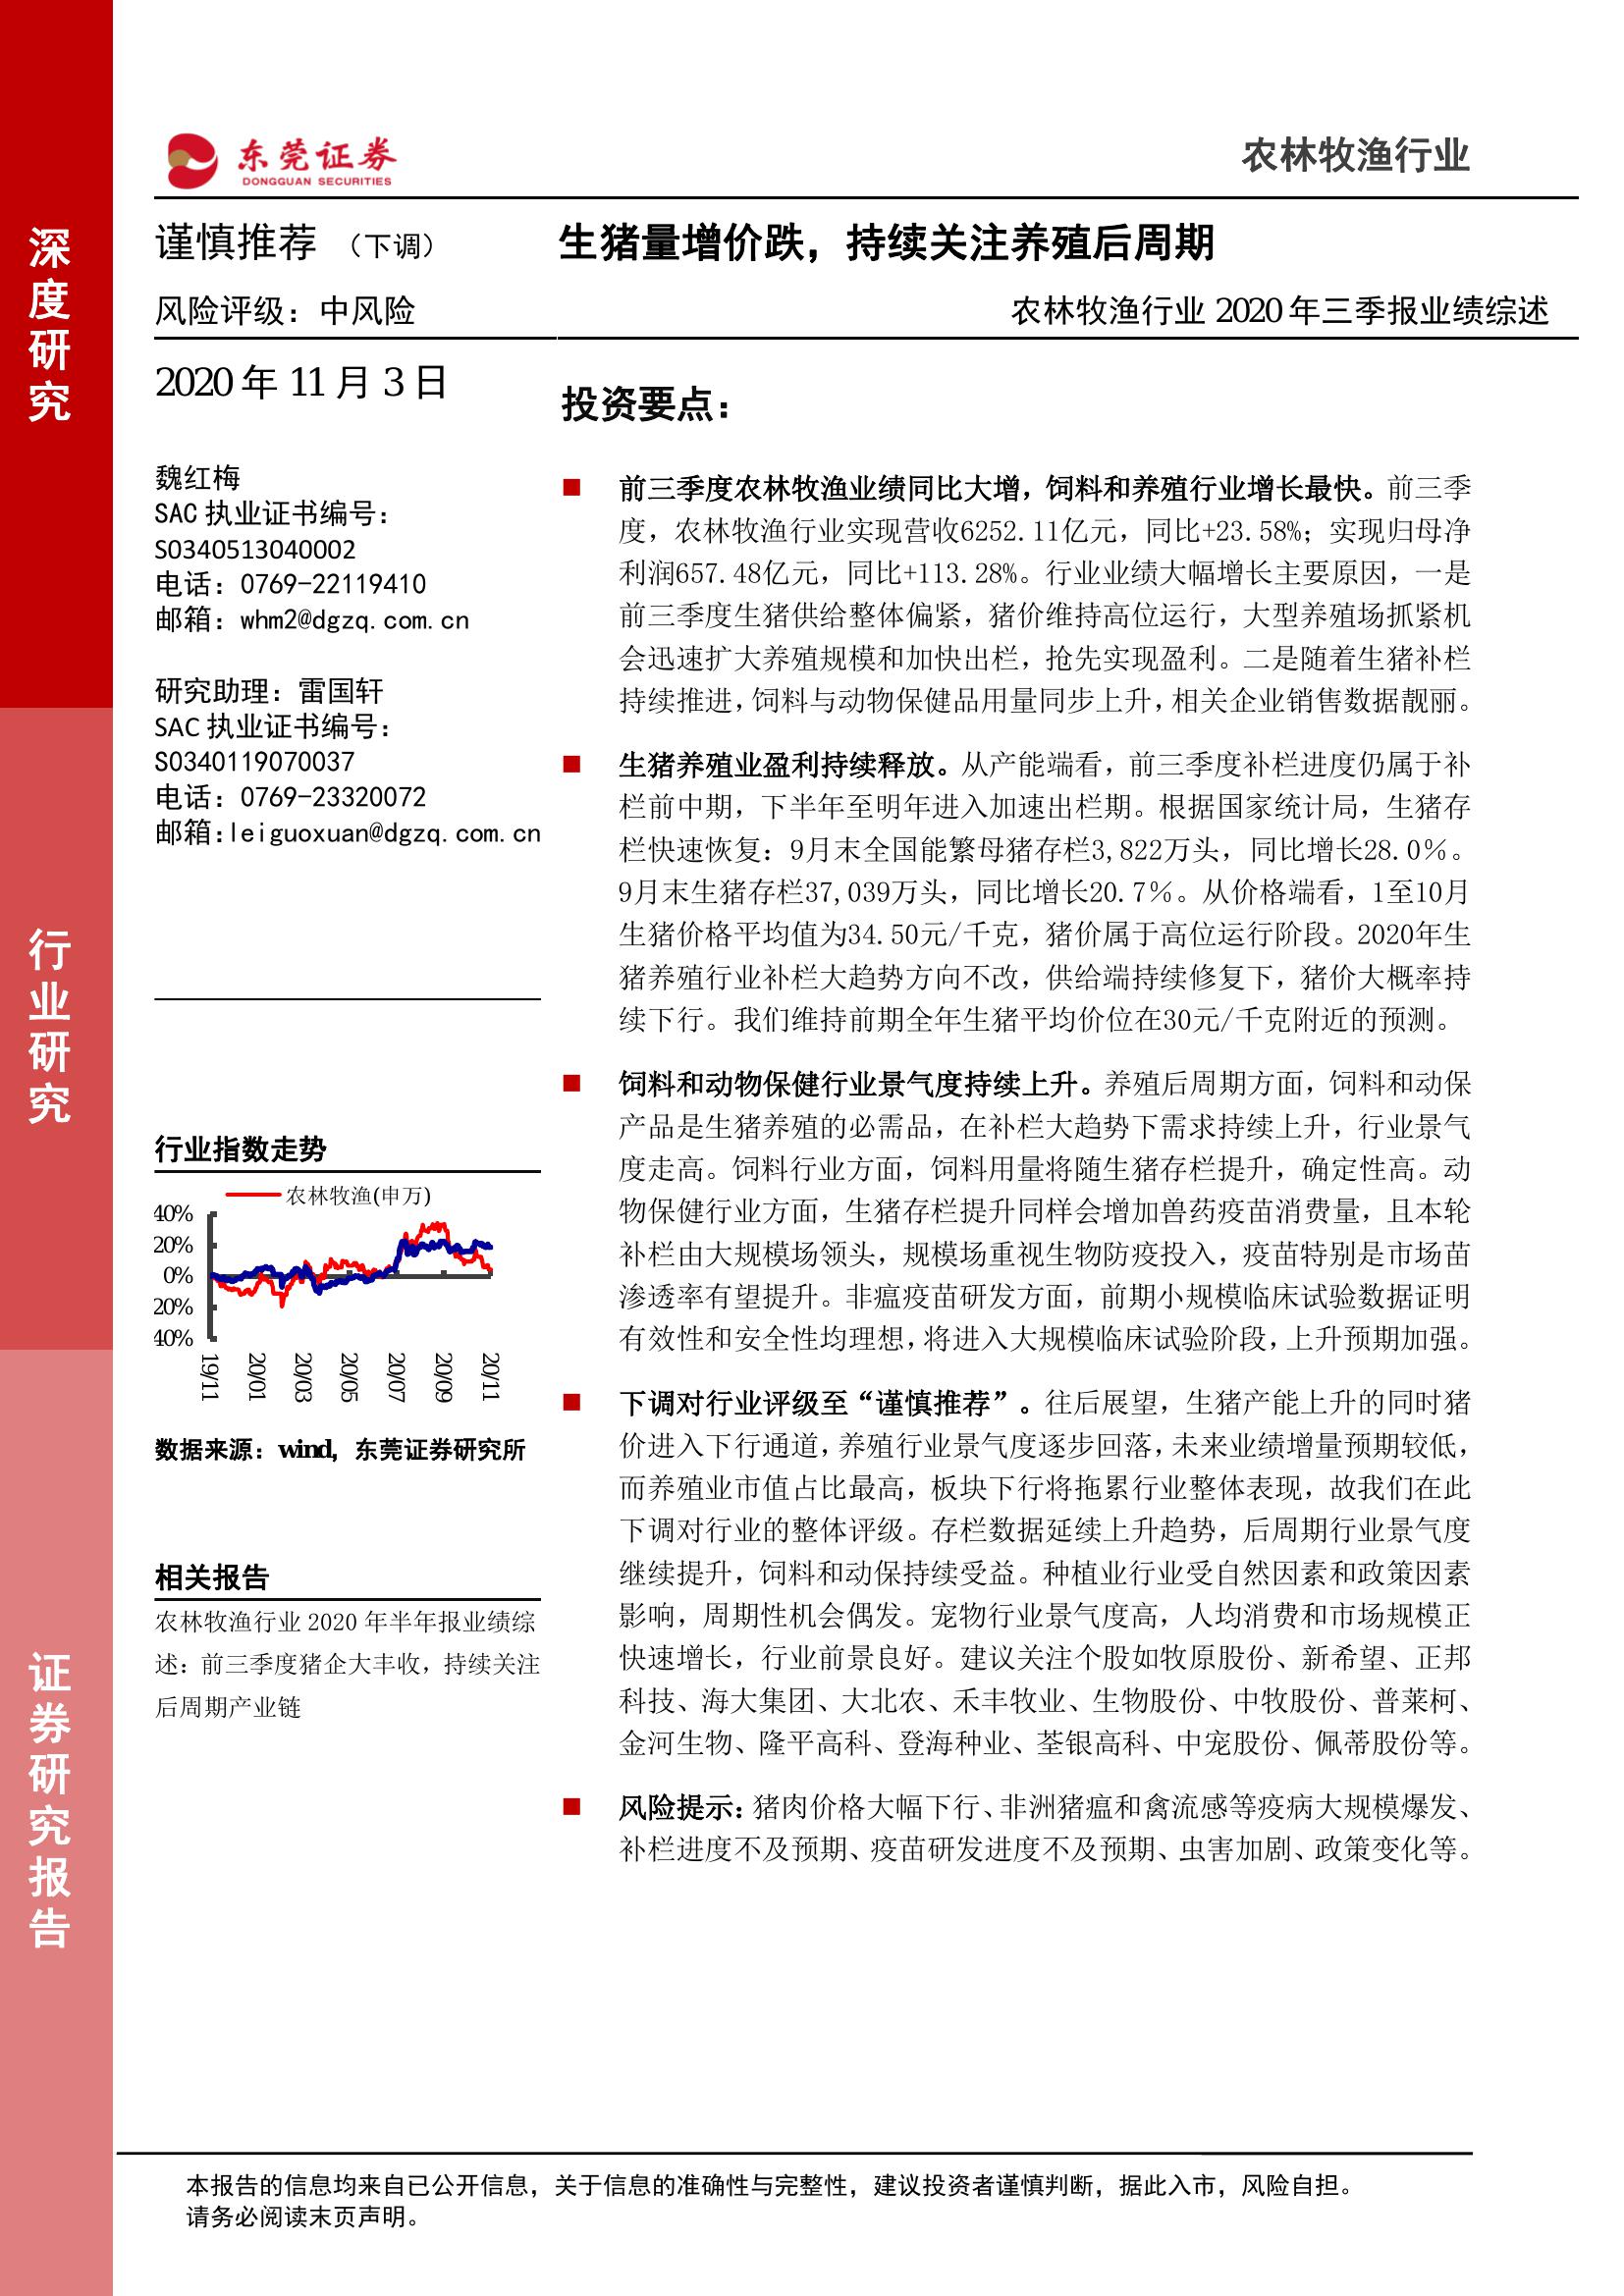 东莞证券
DONGGUAN SECURITIES
农林牧渔行业
深度研究
行业研究
证券研究报告
谨慎推荐 （下调）
生猪量增价跌，持续关注养殖后周期
风险评级：中风险
农林牧渔行业 2020 年三季报业绩综述
2020 年 11 月 3 日
魏红梅
SAC 执业证书编号：
S0340513040002
电话：0769-22119410
邮箱：whm2@dgzq.com.cn
研究助理：雷国轩
SAC 执业证书编号：
S0340119070037
电话：0769-23320072
邮箱：leiguoxuan@dgzq.com.cn
行业指数走势
农林牧渔(申万)
40%
20%
0%
20%
40%
19/11
20/01
20/03
20/05
20/07
20/09
20/11
数据来源：wind，东莞证券研究所
相关报告
农林牧渔行业 2020 年半年报业绩综
述：前三季度猪企大丰收，持续关注
后周期产业链
投资要点：
■ 前三季度农林牧渔业绩同比大增，饲料和养殖行业增长最快。前三季
度，农林牧渔行业实现营收6252.11亿元，同比+23.58%；实现归母净
利润657.48亿元，同比+113.28%。行业业绩大幅增长主要原因，一是
前三季度生猪供给整体偏紧，猪价维持高位运行，大型养殖场抓紧机
会迅速扩大养殖规模和加快出栏，抢先实现盈利。二是随着生猪补栏
持续推进，饲料与动物保健品用量同步上升，相关企业销售数据靓丽。
■ 生猪养殖业盈利持续释放。从产能端看，前三季度补栏进度仍属于补
栏前中期，下半年至明年进入加速出栏期。根据国家统计局，生猪存
栏快速恢复：9月末全国能繁母猪存栏3,822万头，同比增长28.0％。
9月末生猪存栏37,039万头，同比增长20.7％。从价格端看，1至10月
生猪价格平均值为34.50元/千克，猪价属于高位运行阶段。2020年生
猪养殖行业补栏大趋势方向不改，供给端持续修复下，猪价大概率持
续下行。我们维持前期全年生猪平均价位在30元/千克附近的预测。
■ 饲料和动物保健行业景气度持续上升。养殖后周期方面，饲料和动保
产品是生猪养殖的必需品，在补栏大趋势下需求持续上升，行业景气
度走高。饲料行业方面，饲料用量将随生猪存栏提升，确定性高。动
物保健行业方面，生猪存栏提升同样会增加兽药疫苗消费量，且本轮
补栏由大规模场领头，规模场重视生物防疫投入，疫苗特别是市场苗
渗透率有望提升。非瘟疫苗研发方面，前期小规模临床试验数据证明
有效性和安全性均理想，将进入大规模临床试验阶段，上升预期加强。
■ 下调对行业评级至“谨慎推荐”。往后展望，生猪产能上升的同时猪
价进入下行通道，养殖行业景气度逐步回落，未来业绩增量预期较低，
而养殖业市值占比最高，板块下行将拖累行业整体表现，故我们在此
下调对行业的整体评级。存栏数据延续上升趋势，后周期行业景气度
继续提升，饲料和动保持续受益。种植业行业受自然因素和政策因素
影响，周期性机会偶发。宠物行业景气度高，人均消费和市场规模正
快速增长，行业前景良好。建议关注个股如牧原股份、新希望、正邦
科技、海大集团、大北农、禾丰牧业、生物股份、中牧股份、普莱柯、
金河生物、隆平高科、登海种业、荃银高科、中宠股份、佩蒂股份等。
■ 风险提示：猪肉价格大幅下行、非洲猪瘟和禽流感等疫病大规模爆发、
补栏进度不及预期、疫苗研发进度不及预期、虫害加剧、政策变化等。
本报告的信息均来自已公开信息，关于信息的准确性与完整性，建议投资者谨慎判断，据此入市，风险自担。
请务必阅读末页声明。